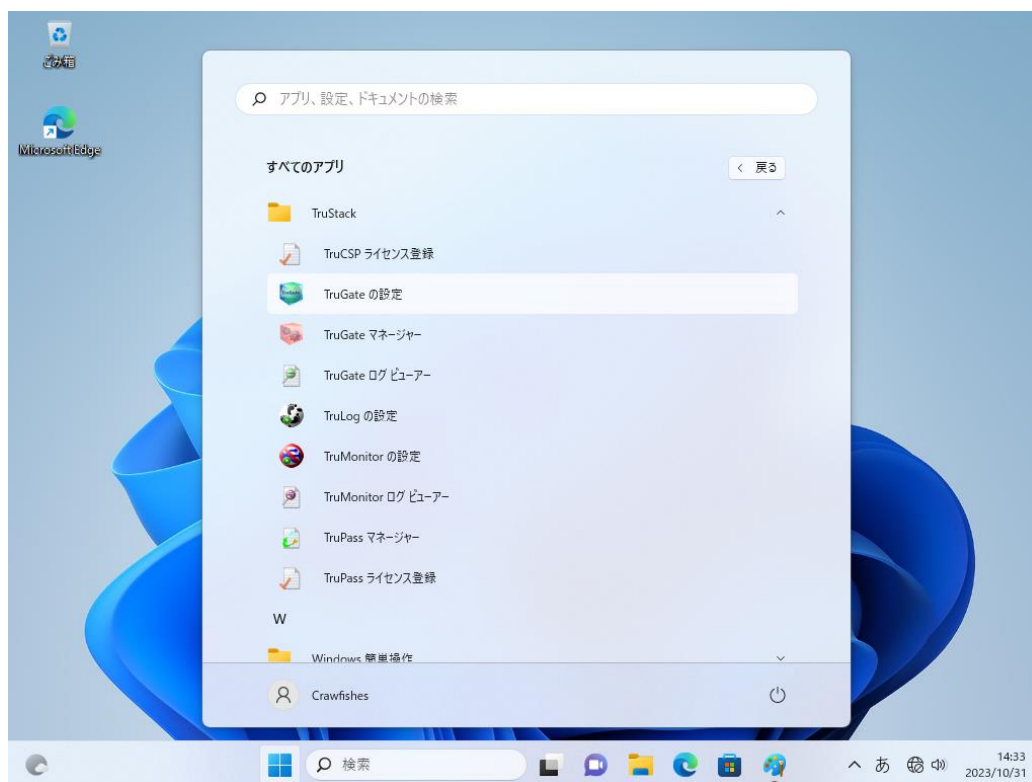 ごみ箱
Microsoft Edge
アプリ、設定、ドキュメントの検索
すべてのアプリ
戻る
TruStack
TruCSP ライセンス登録
TruGate の設定
TruGate マネージャー
TruGate ログ ビューアー
TruLog の設定
TruMonitor の設定
TruMonitor ログ ビューアー
TruPass マネージャー
TruPass ライセンス登録
W
Windows 簡単操作
Crawfishes
検索
あ
14:33
2023/10/31